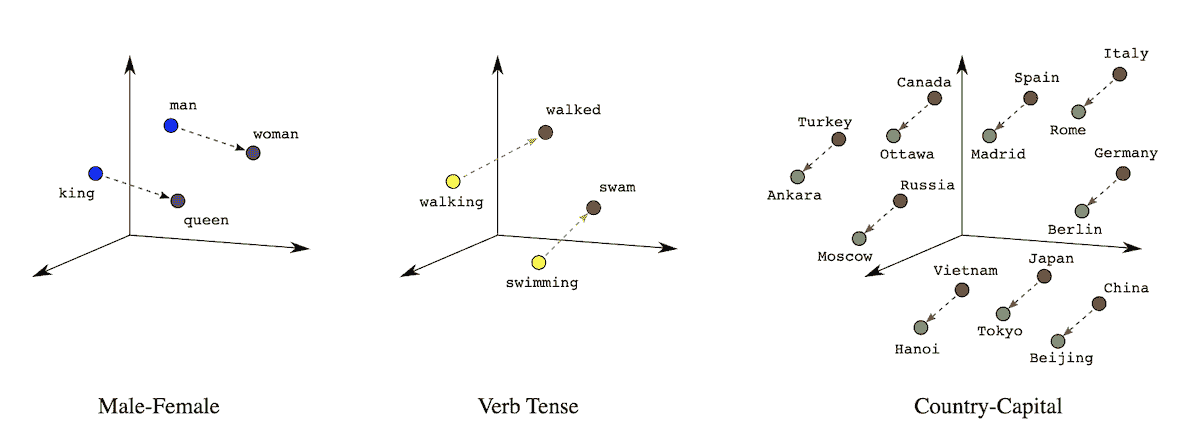 man
woman
king
queen
Male-Female
walked
swam
walking
swimming
Verb Tense
Italy
Spain
Canada
Turkey
Rome
Ottawa
Madrid
Germany
Ankara
Russia
Berlin
Moscow
Japan
Vietnam
China
Tokyo
Hanoi
Beijing
Country-Capital